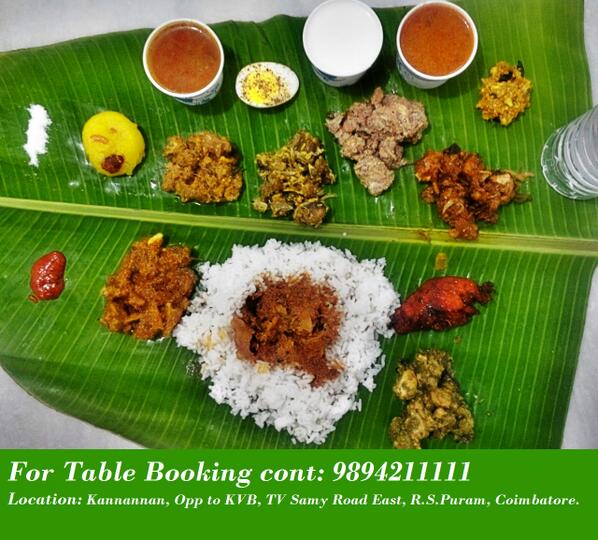 For Table Booking cont: 9894211111
Location: Kannannan, Opp to KVB, TV Samy Road East, R.S.Puram, Coimbatore.